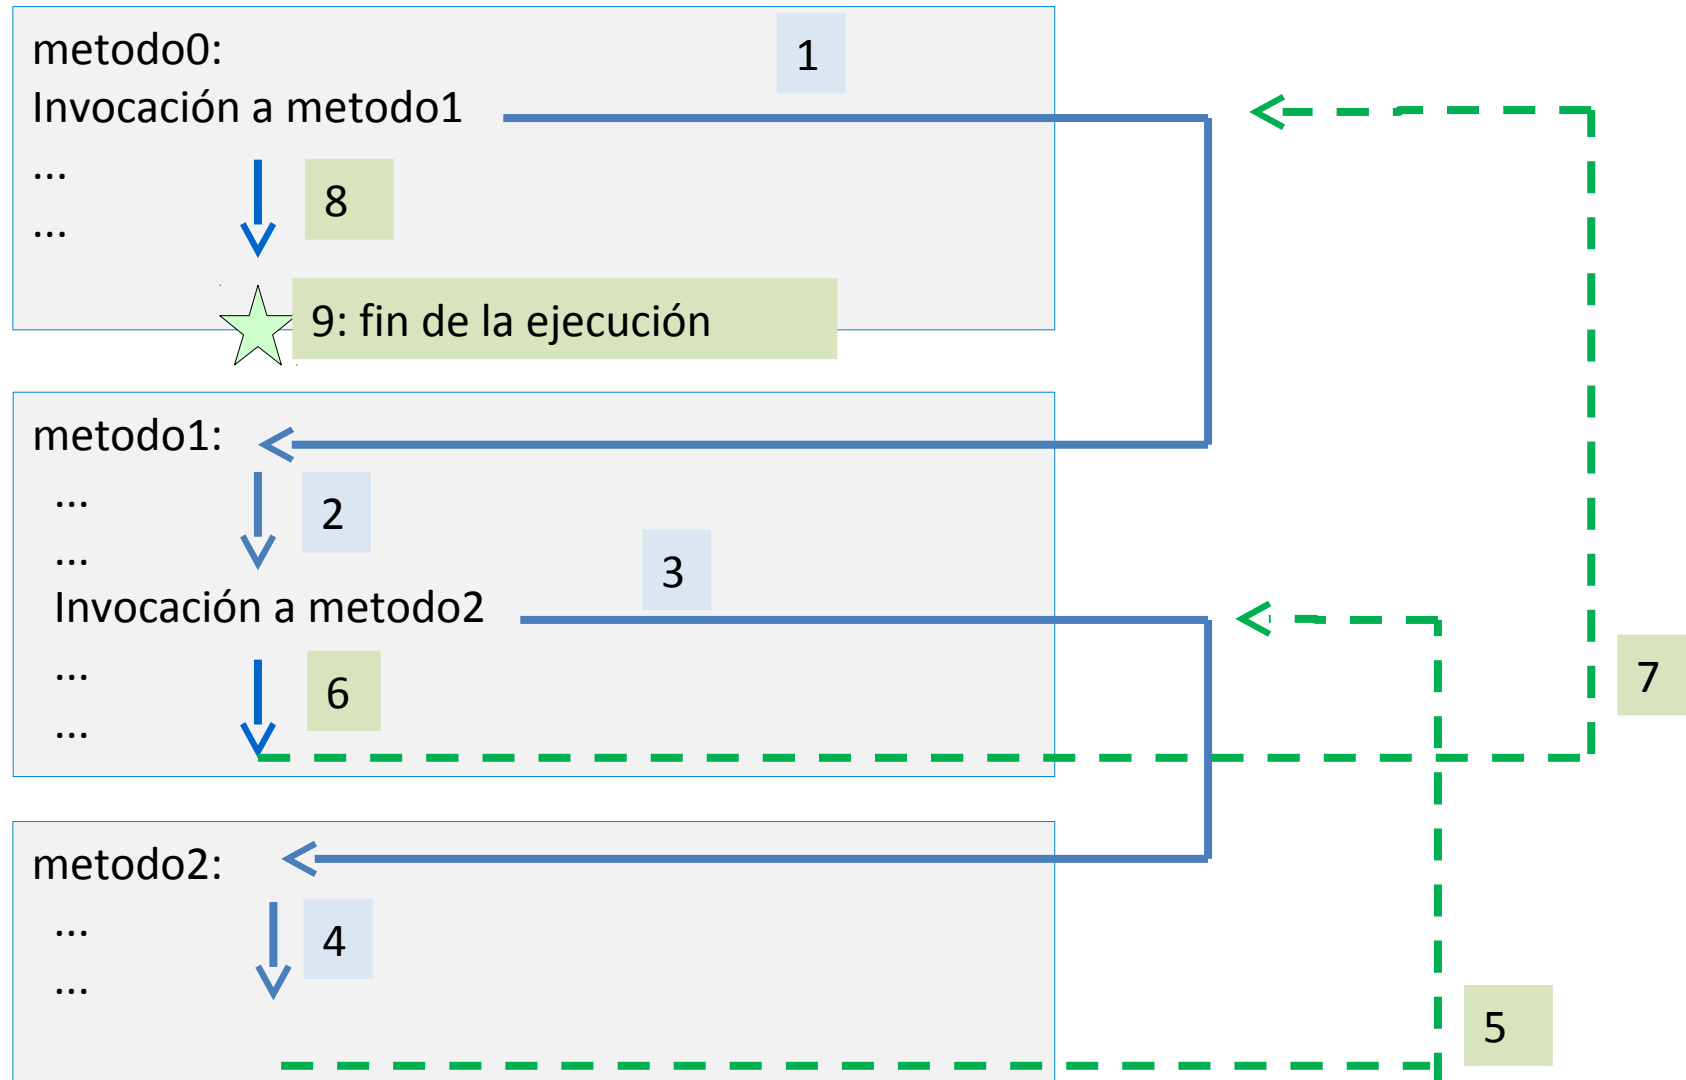 metodo0:
1
Invocación a metodo1
...
8
...
9: fin de la ejecución
metodo1:
...
2
...
3
Invocación a metodo2
...
6
7
...
metodo2:
...
4
...
5